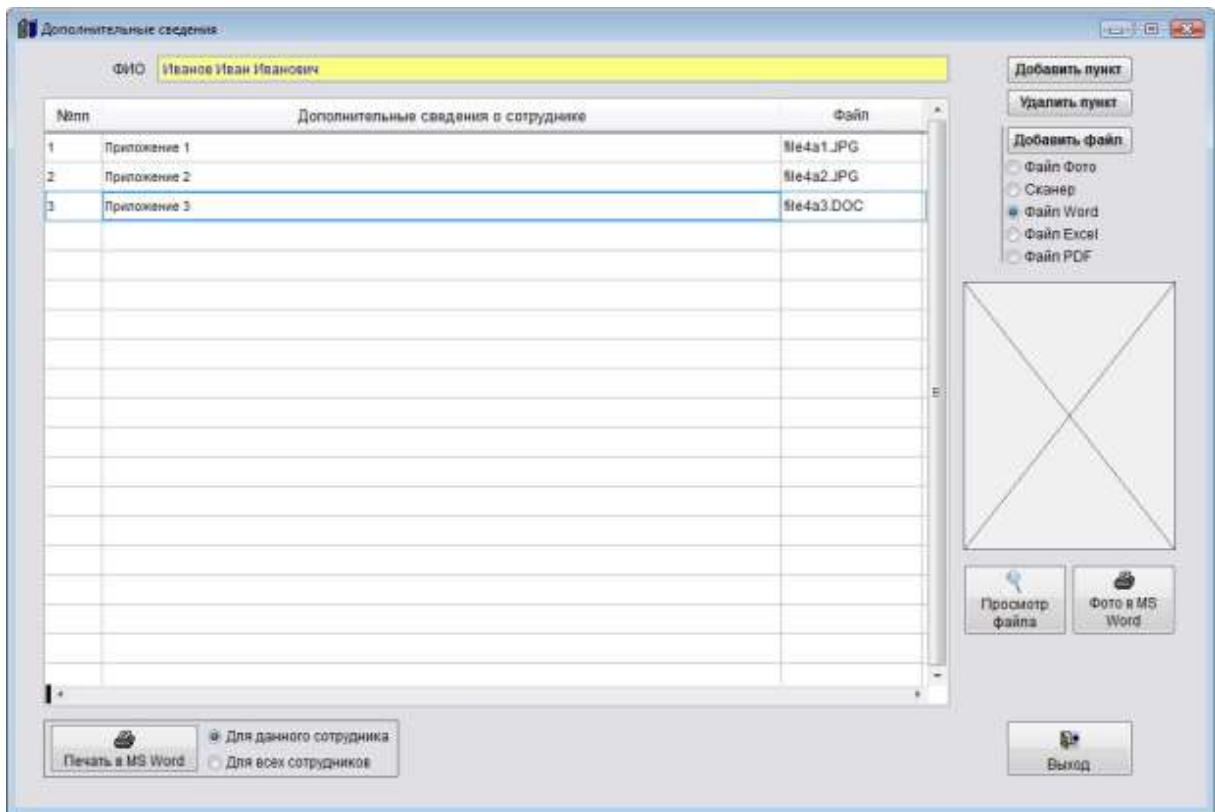 Дополнительные сведения
ФИО Иванов Иван Иванович
Добавить пункт
Удалить пункт
№пп Дополнительные сведения о сотруднике Файл
1 Приложение 1 file4a1.JPG
2 Приложение 2 file4a2.JPG
3 Приложение 3 file4a3.DOC
Добавить файл
Файл Фото
Сканер
Файл Word
Файл Excel
Файл PDF
Просмотр
файла
Фото в MS
Word
Печать в MS Word
Для данного сотрудника
Для всех сотрудников
Выход